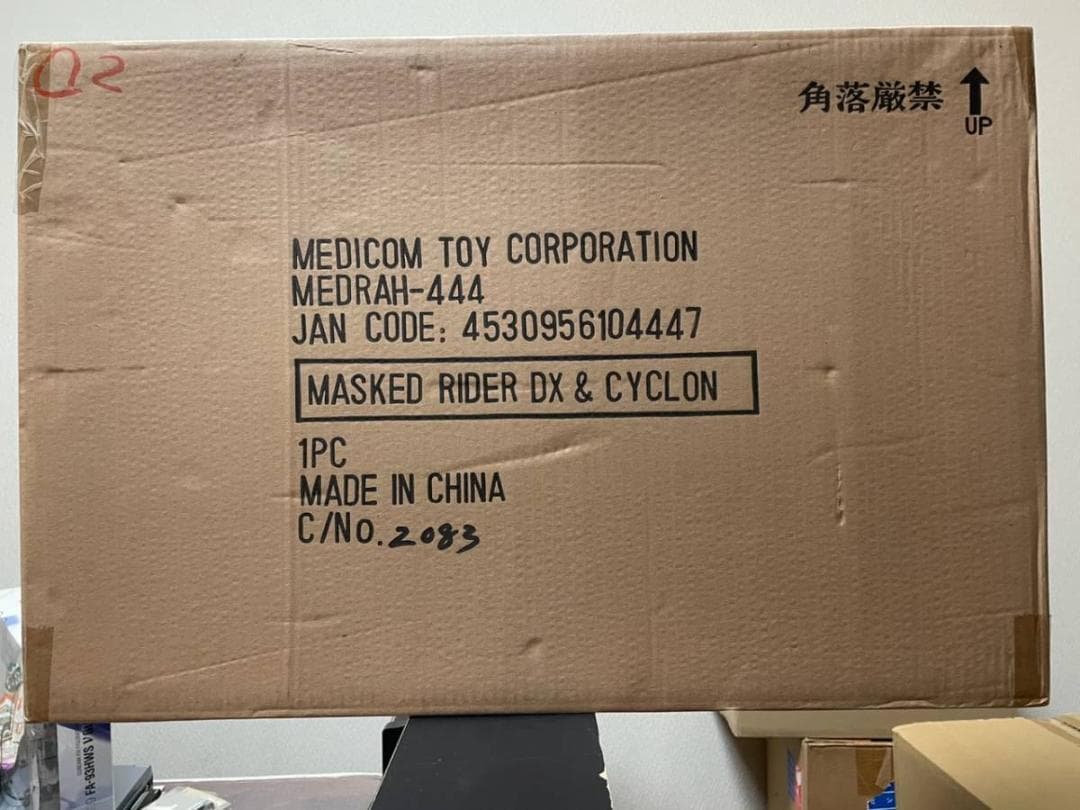 角落厳禁
UP
MEDICOM TOY CORPORATION
MEDRAH-444
JAN CODE: 4530956104447
MASKED RIDER DX & CYCLON
1PC
MADE IN CHINA
C/No. 2083